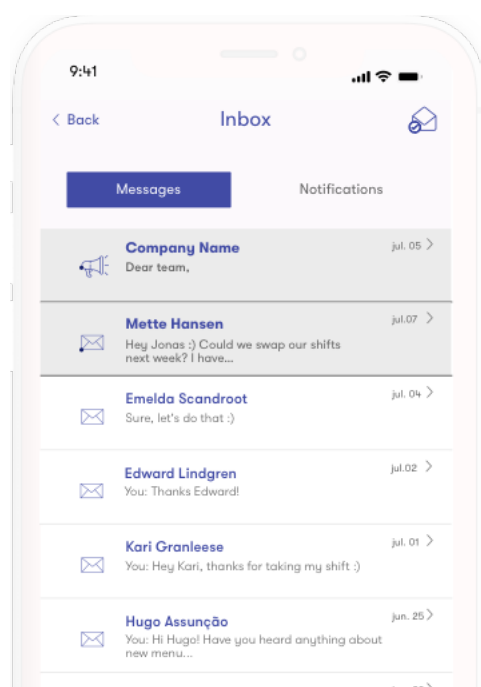 9:41
Back
Inbox
Messages
Notifications
Company Name
jul. 05
Dear team,
Mette Hansen
jul.07
Hey Jonas :) Could we swap our shifts
next week? I have...
Emelda Scandroot
jul. 04
Sure, let's do that :)
Edward Lindgren
jul.02
You: Thanks Edward!
Kari Granleese
jul. 01
You: Hey Kari, thanks for taking my shift :)
Hugo Assunção
jun. 25
You: Hi Hugo! Have you heard anything about
new menu...